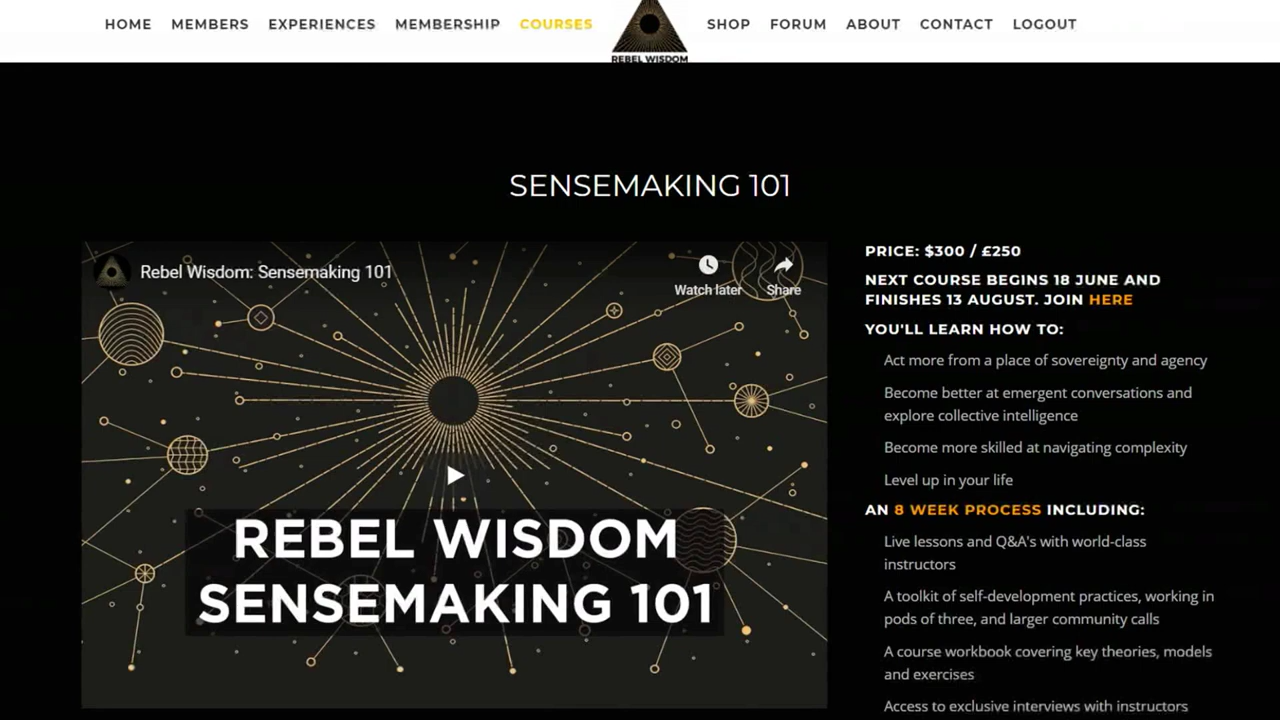 HOME MEMBERS EXPERIENCES MEMBERSHIP COURSES SHOP FORUM ABOUT CONTACT LOGOUT
REBEL WISDOM
SENSEMAKING 101
Rebel Wisdom: Sensemaking 101
Watch later
Share
REBEL WISDOM
SENSEMAKING 101
PRICE: $300 / £250
NEXT COURSE BEGINS 18 JUNE AND
FINISHES 13 AUGUST. JOIN HERE
YOU'LL LEARN HOW TO:
Act more from a place of sovereignty and agency
Become better at emergent conversations and
explore collective intelligence
Become more skilled at navigating complexity
Level up in your life
AN 8 WEEK PROCESS INCLUDING:
Live lessons and Q&A's with world-class
instructors
A toolkit of self-development practices, working in
pods of three, and larger community calls
A course workbook covering key theories, models
and exercises
Access to exclusive interviews with instructors